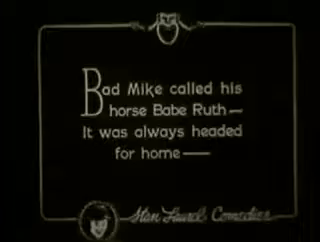 Bad Mike called his
horse Babe Ruth—
It was always headed
for home—
Stan Laurel Comedies